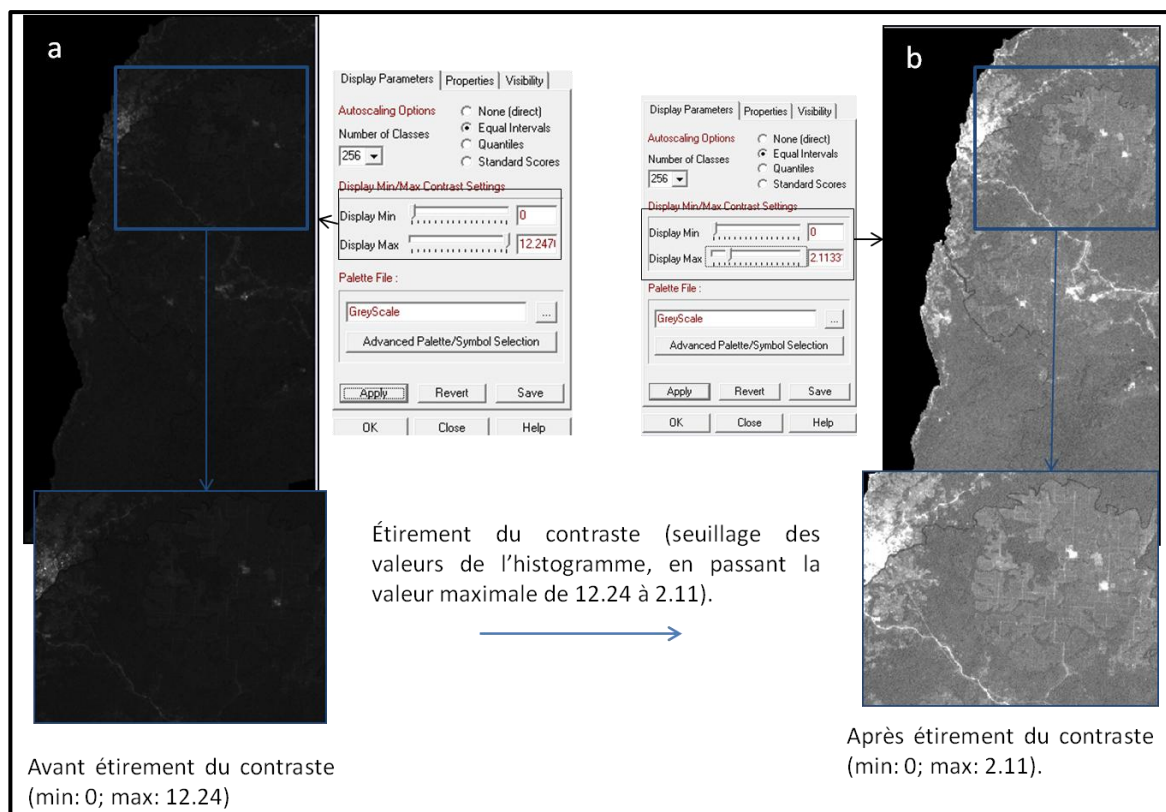 a
Display Parameters Properties Visibility
Autoscaling Options
None (direct)
Number of Classes
Equal Intervals
256
Quantiles
Standard Scores
Display Min/Max Contrast Settings
Display Min 0
Display Max 12.247
Palette File :
GreyScale ...
Advanced Palette/Symbol Selection
Apply Revert Save
OK Close Help
b
Display Parameters Properties Visibility
Autoscaling Options
None (direct)
Number of Classes
Equal Intervals
256
Quantiles
Standard Scores
Display Min/Max Contrast Settings
Display Min 0
Display Max 2.1133
Palette File :
GreyScale ...
Advanced Palette/Symbol Selection
Apply Revert Save
OK Close Help
Étirement du contraste (seuillage des
valeurs de l’histogramme, en passant la
valeur maximale de 12.24 à 2.11).
Avant étirement du contraste
(min: 0; max: 12.24)
Après étirement du contraste
(min: 0; max: 2.11).